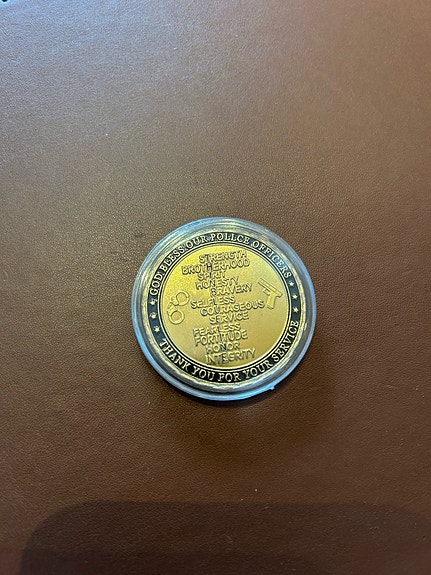 GOD BLESS OUR POLLCE OFFICERS
STRENGTH
BROTHERHOOD
SPIRIT
HONESTY
BRAVERY
SELFLESS
COURAGEOUS
SERVICE
FEARLESS
FORTITUDE
HONOR
INTEGRITY
THANK YOU FOR YOUR SERVICE